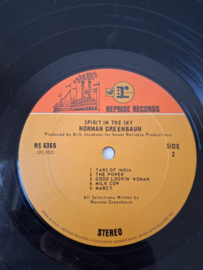 REPRISE RECORDS
SPIRIT IN THE SKY
NORMAN GREENBAUM
Produced by Erik Jacobsen for Sweet Reliable Productions
RS 6365
SIDE
2
1. TARS OF INDIA
2. THE POWER
3. GOOD LOOKIN' WOMAN
4. MILK COW
5. MARCY
All Selections Written by
Norman Greenbaum
STEREO